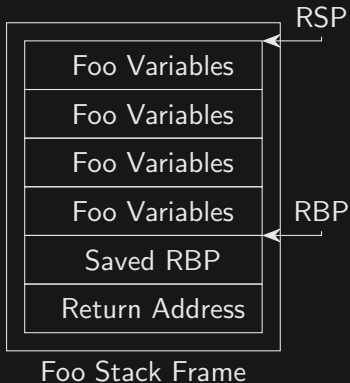 RSP
Foo Variables
Foo Variables
Foo Variables
Foo Variables
RBP
Saved RBP
Return Address
Foo Stack Frame